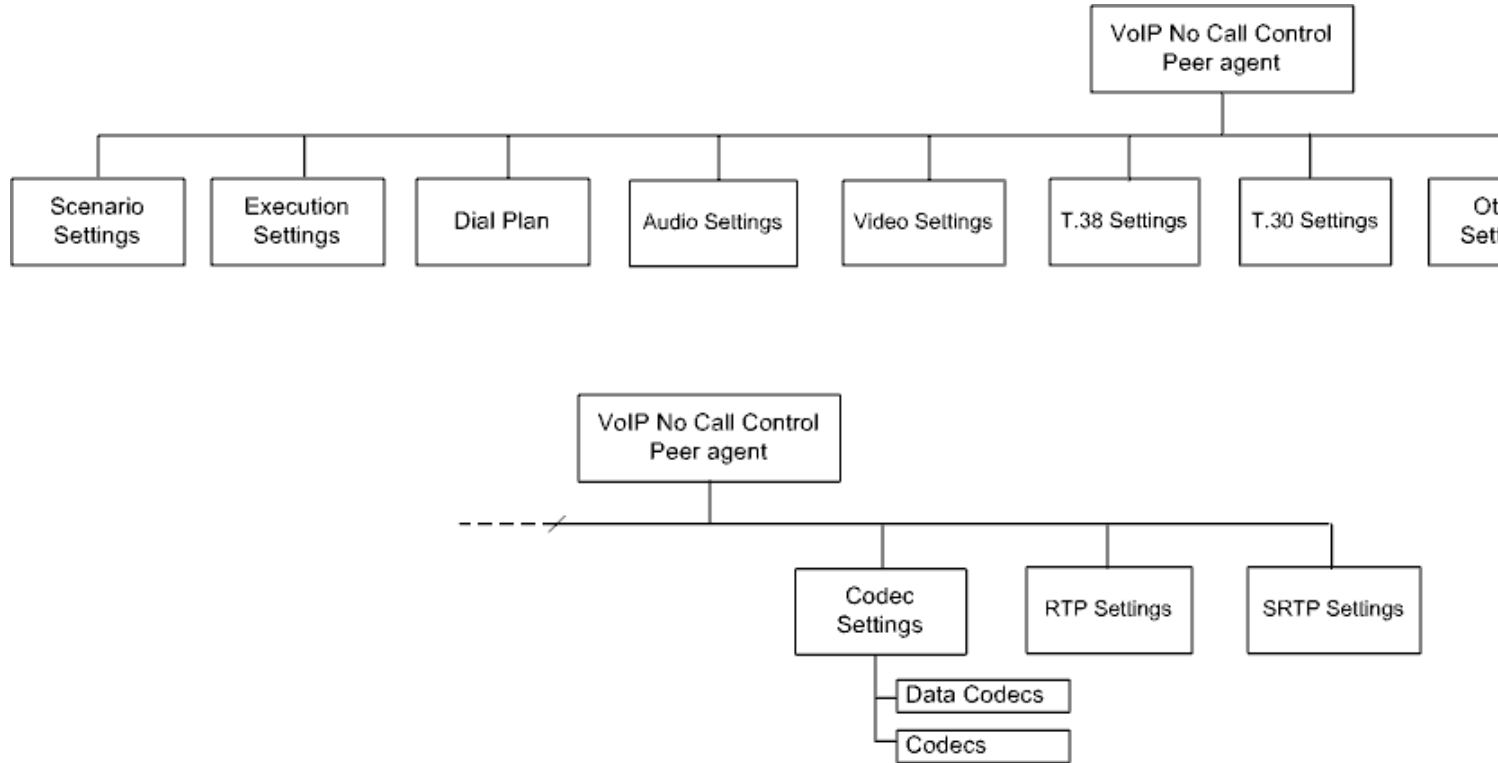 VoIP No Call Control
Peer agent
Scenario
Settings
Execution
Settings
Dial Plan
Audio Settings
Video Settings
T.38 Settings
T.30 Settings
VoIP No Call Control
Peer agent
Codec
Settings
RTP Settings
SRTP Settings
Data Codecs
Codecs